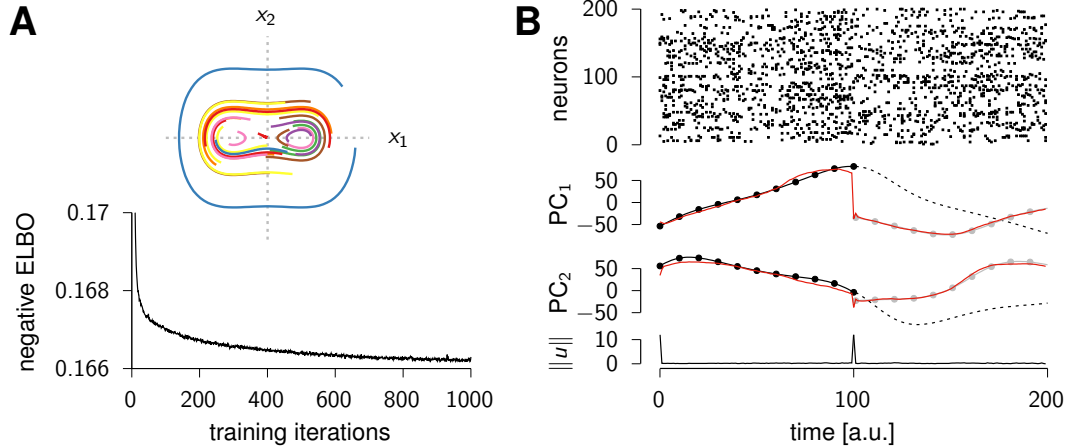 A
x2
x1
0.17
0.168
0.166
negative ELBO
0 200 400 600 800 1000
training iterations
B
200
100
0
neurons
50
0
−50
PC1
50
0
−50
PC2
10
0
||u||
0 100 200
time [a.u.]